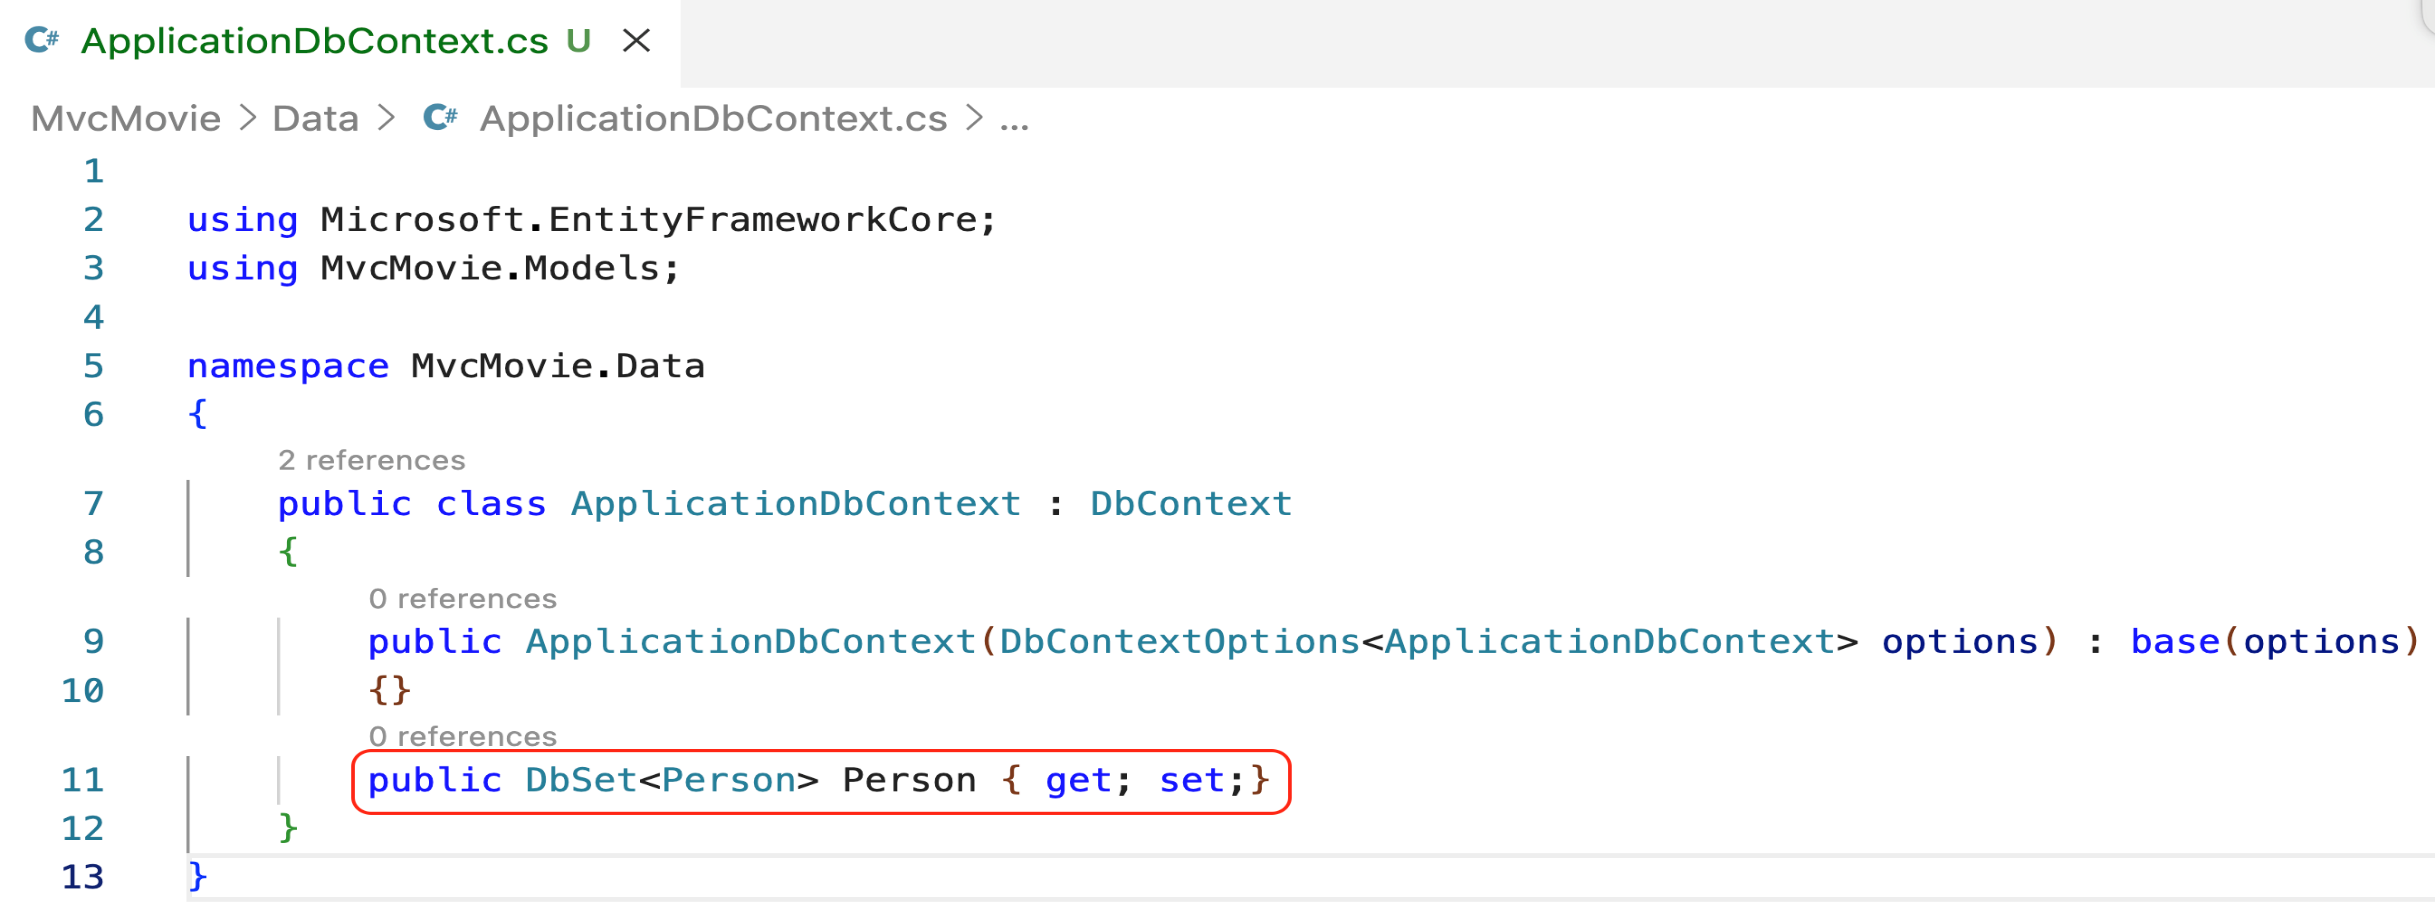 C# ApplicationDbContext.cs U ×
MvcMovie > Data > C# ApplicationDbContext.cs > ...
1
2 using Microsoft.EntityFrameworkCore;
3 using MvcMovie.Models;
4
5 namespace MvcMovie.Data
6 {
2 references
7 public class ApplicationDbContext : DbContext
8 {
0 references
9 public ApplicationDbContext(DbContextOptions<ApplicationDbContext> options) : base(options)
10 {}
0 references
11 public DbSet<Person> Person { get; set;}
12 }
13 }